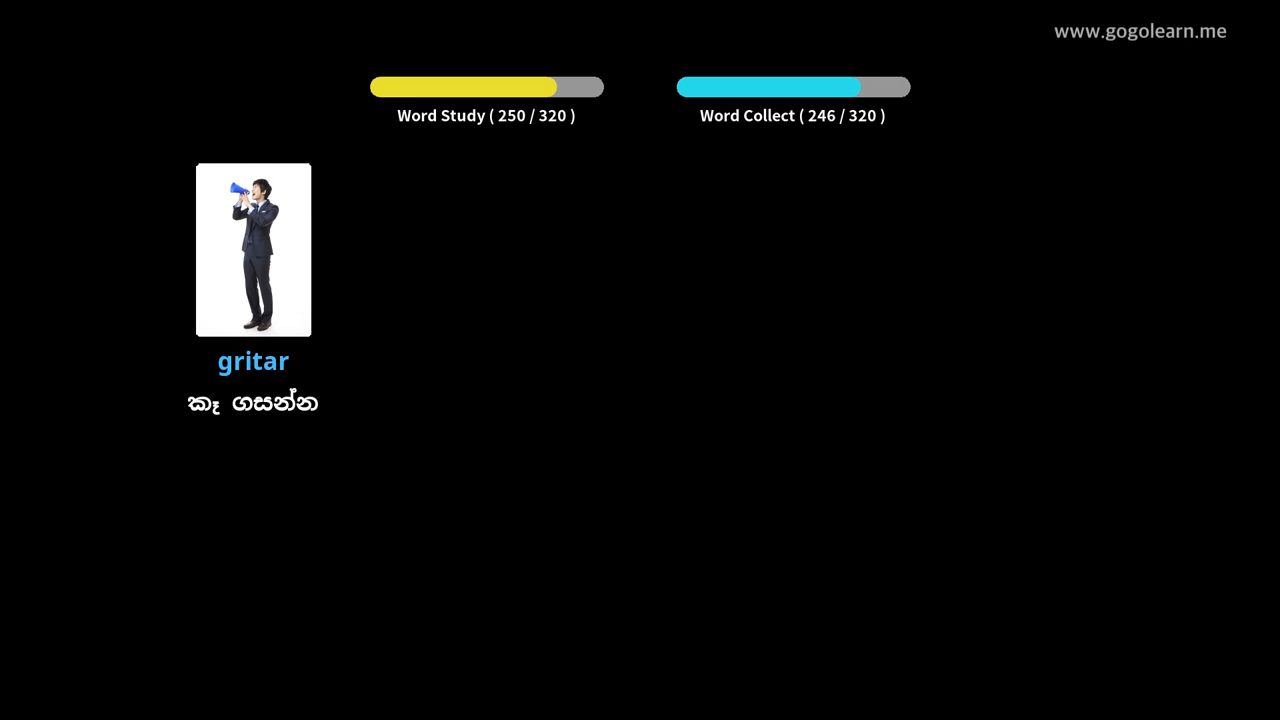 www.gogolearn.me
Word Study ( 250 / 320 )
Word Collect ( 246 / 320 )
gritar
කෑ ගසන්න